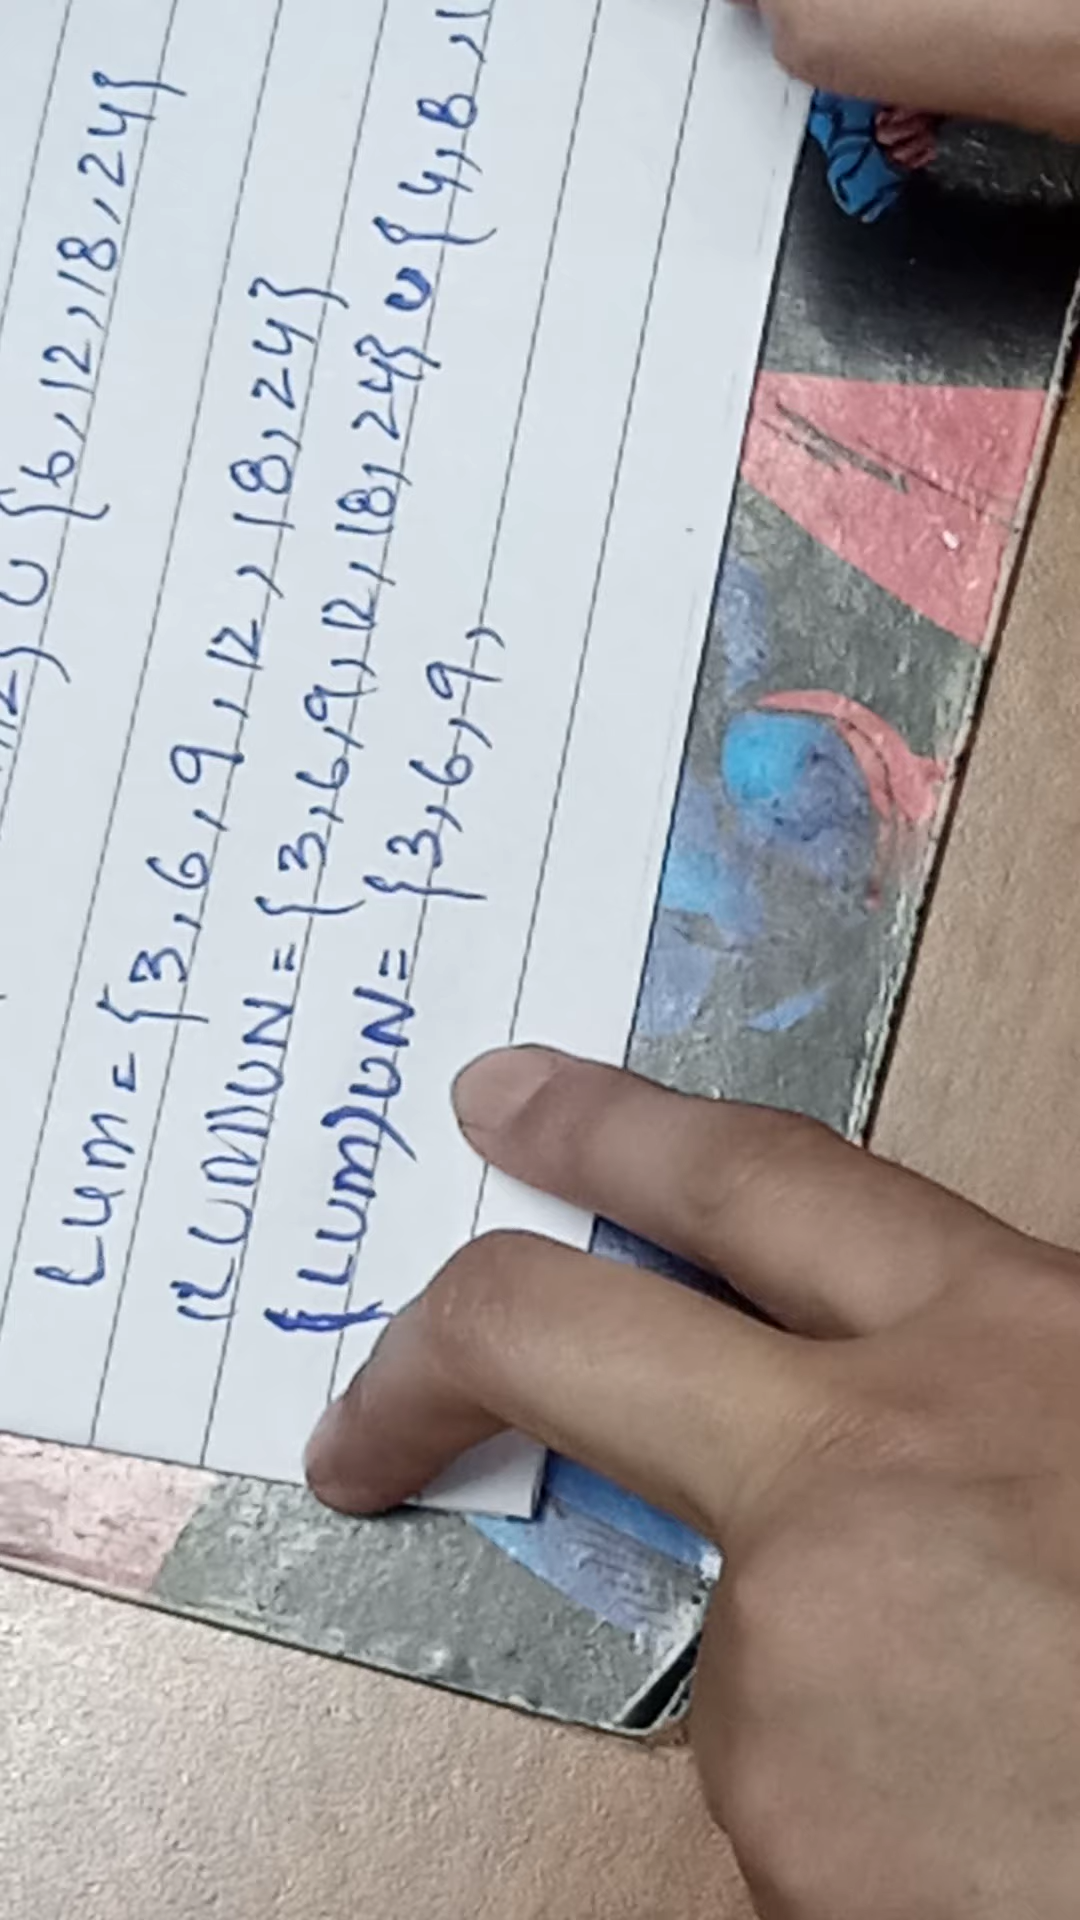 ∪ {6,12,18,24}
L∪M = {3,6,9,12,18,24}
(L∪M)∪N = {3,6,9,12,18,24}∪{4,8,
(L∪M)∪N = {3,6,9,